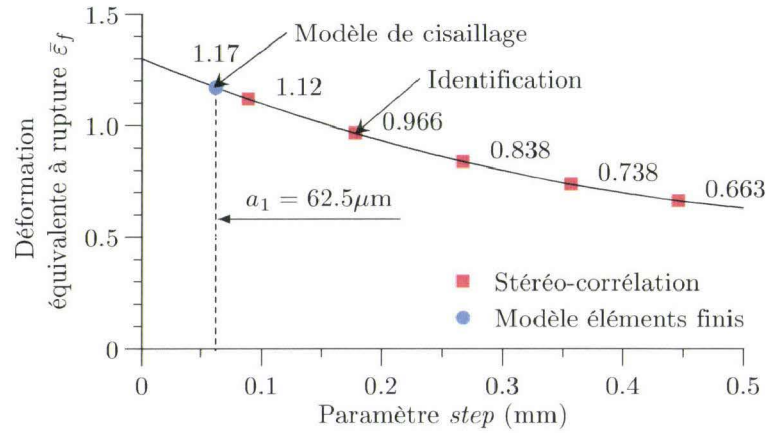 1.5
1.0
0.5
0
0
0.1
0.2
0.3
0.4
0.5
Déformation
équivalente à rupture ε̄_f
Paramètre step (mm)
1.17
Modèle de cisaillage
1.12
Identification
0.966
0.838
0.738
0.663
a₁ = 62.5μm
Stéréo-corrélation
Modèle éléments finis